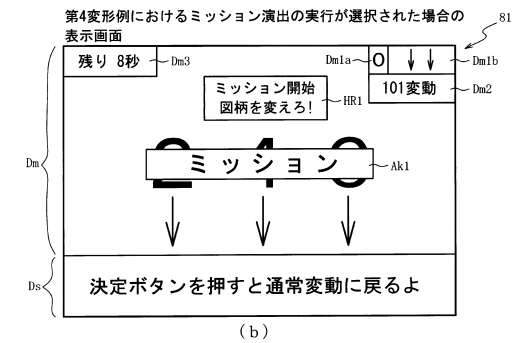 第4変形例におけるミッション演出の実行が選択された場合の
表示画面
81
残り 8秒
Dm3
Dm1a
0
Dm1b
101変動
Dm2
ミッション開始
図柄を変えろ!
HR1
Dm
ミッション
Ak1
Ds
決定ボタンを押すと通常変動に戻るよ
(b)